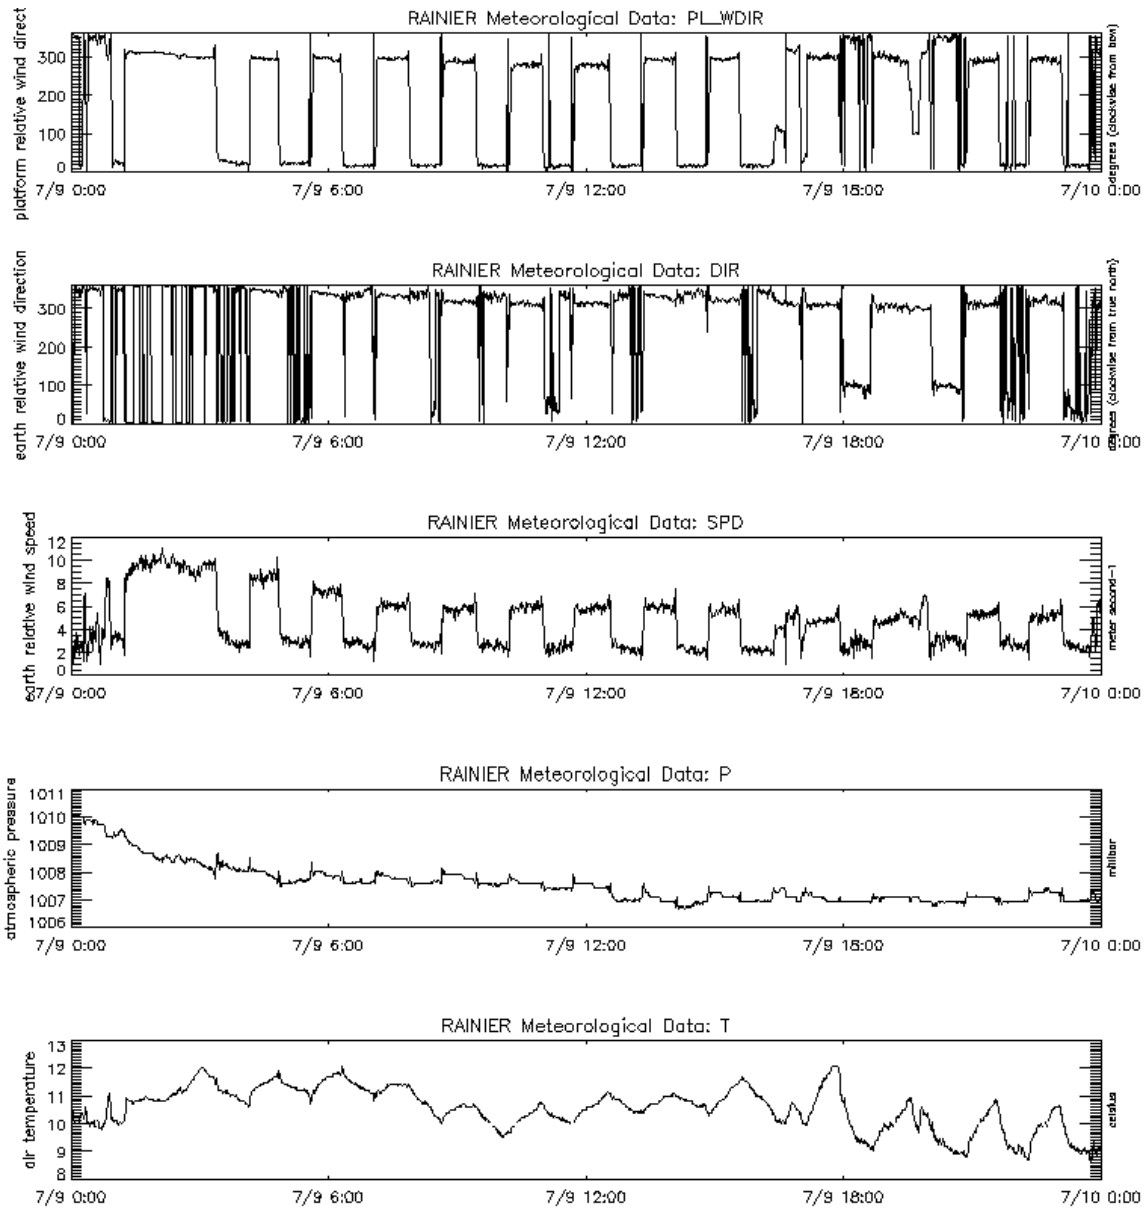 RAINIER Meteorological Data: PL_WDIR
platform relative wind direct
300
200
100
0
degrees (clockwise from bow)
7/9 0:00 7/9 6:00 7/9 12:00 7/9 18:00 7/10 0:00
RAINIER Meteorological Data: DIR
earth relative wind direction
300
200
100
0
degrees (clockwise from true north)
7/9 0:00 7/9 6:00 7/9 12:00 7/9 18:00 7/10 0:00
RAINIER Meteorological Data: SPD
earth relative wind speed
12
10
8
6
4
2
0
meter second-1
7/9 0:00 7/9 6:00 7/9 12:00 7/9 18:00 7/10 0:00
RAINIER Meteorological Data: P
atmospheric pressure
1011
1010
1009
1008
1007
1006
millibar
7/9 0:00 7/9 6:00 7/9 12:00 7/9 18:00 7/10 0:00
RAINIER Meteorological Data: T
air temperature
13
12
11
10
9
8
celsius
7/9 0:00 7/9 6:00 7/9 12:00 7/9 18:00 7/10 0:00